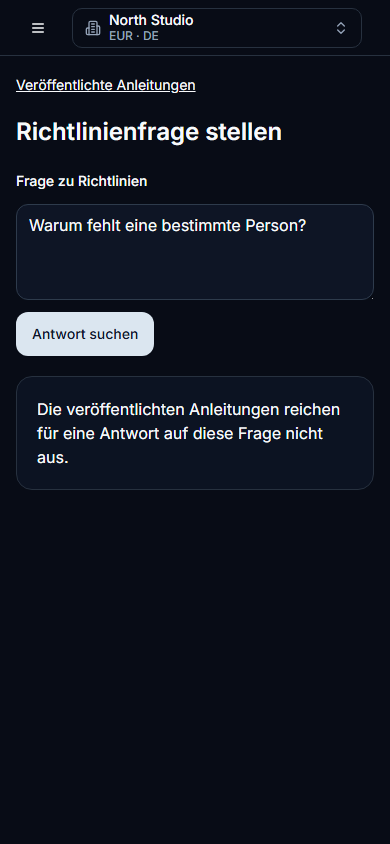 North Studio
EUR · DE
Veröffentlichte Anleitungen
Richtlinienfrage stellen
Frage zu Richtlinien
Warum fehlt eine bestimmte Person?
Antwort suchen
Die veröffentlichten Anleitungen reichen
für eine Antwort auf diese Frage nicht
aus.